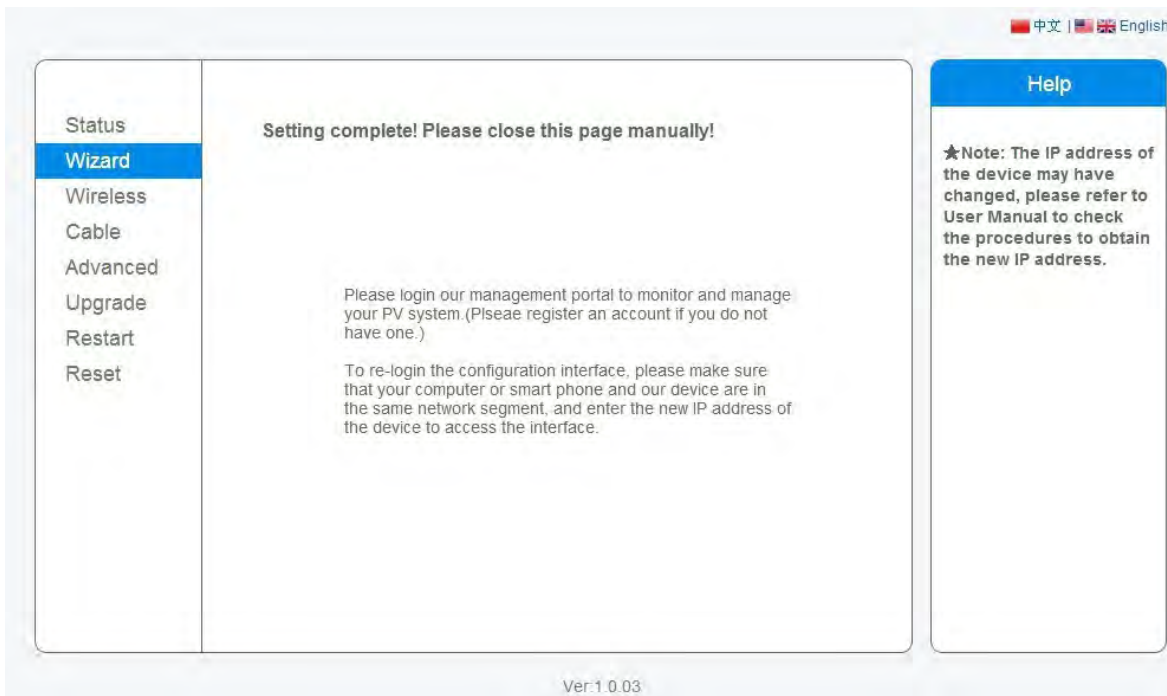 中文 | English
Status
Wizard
Wireless
Cable
Advanced
Upgrade
Restart
Reset
Setting complete! Please close this page manually!
Please login our management portal to monitor and manage
your PV system.(Plseae register an account if you do not
have one.)
To re-login the configuration interface, please make sure
that your computer or smart phone and our device are in
the same network segment, and enter the new IP address of
the device to access the interface.
Help
★Note: The IP address of
the device may have
changed, please refer to
User Manual to check
the procedures to obtain
the new IP address.
Ver:1.0.03